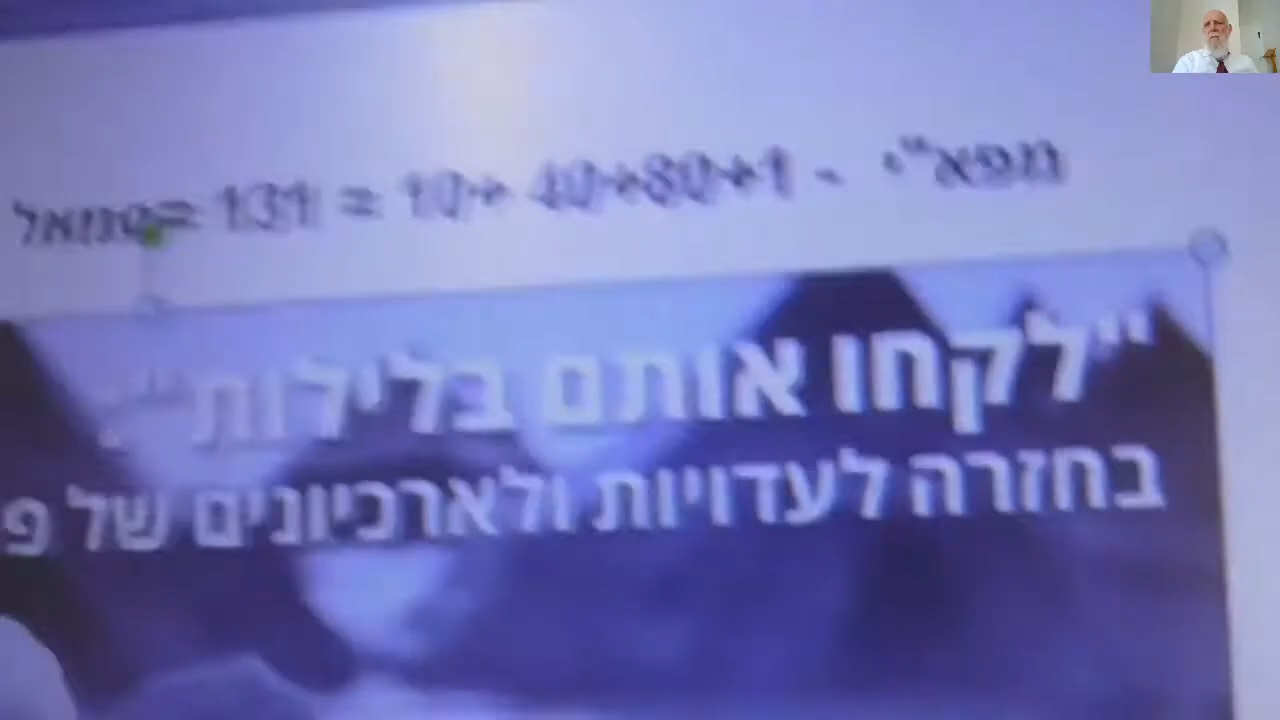 מפא"י - 40+80+1 +10 = 131 =סמאל
"לקחו אותם בלילות":
בחזרה לעדויות ולארכיונים של פ